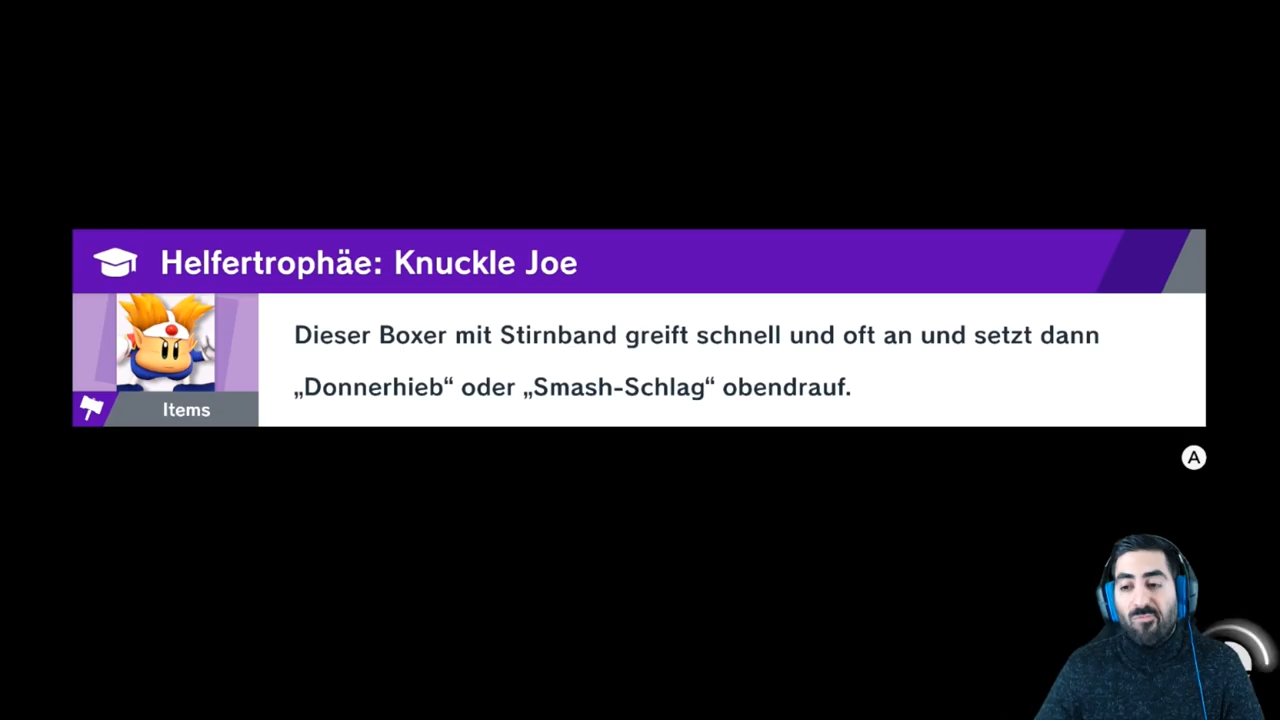 Helfertrophäe: Knuckle Joe
Dieser Boxer mit Stirnband greift schnell und oft an und setzt dann
„Donnerhieb“ oder „Smash-Schlag“ obendrauf.
Items
A